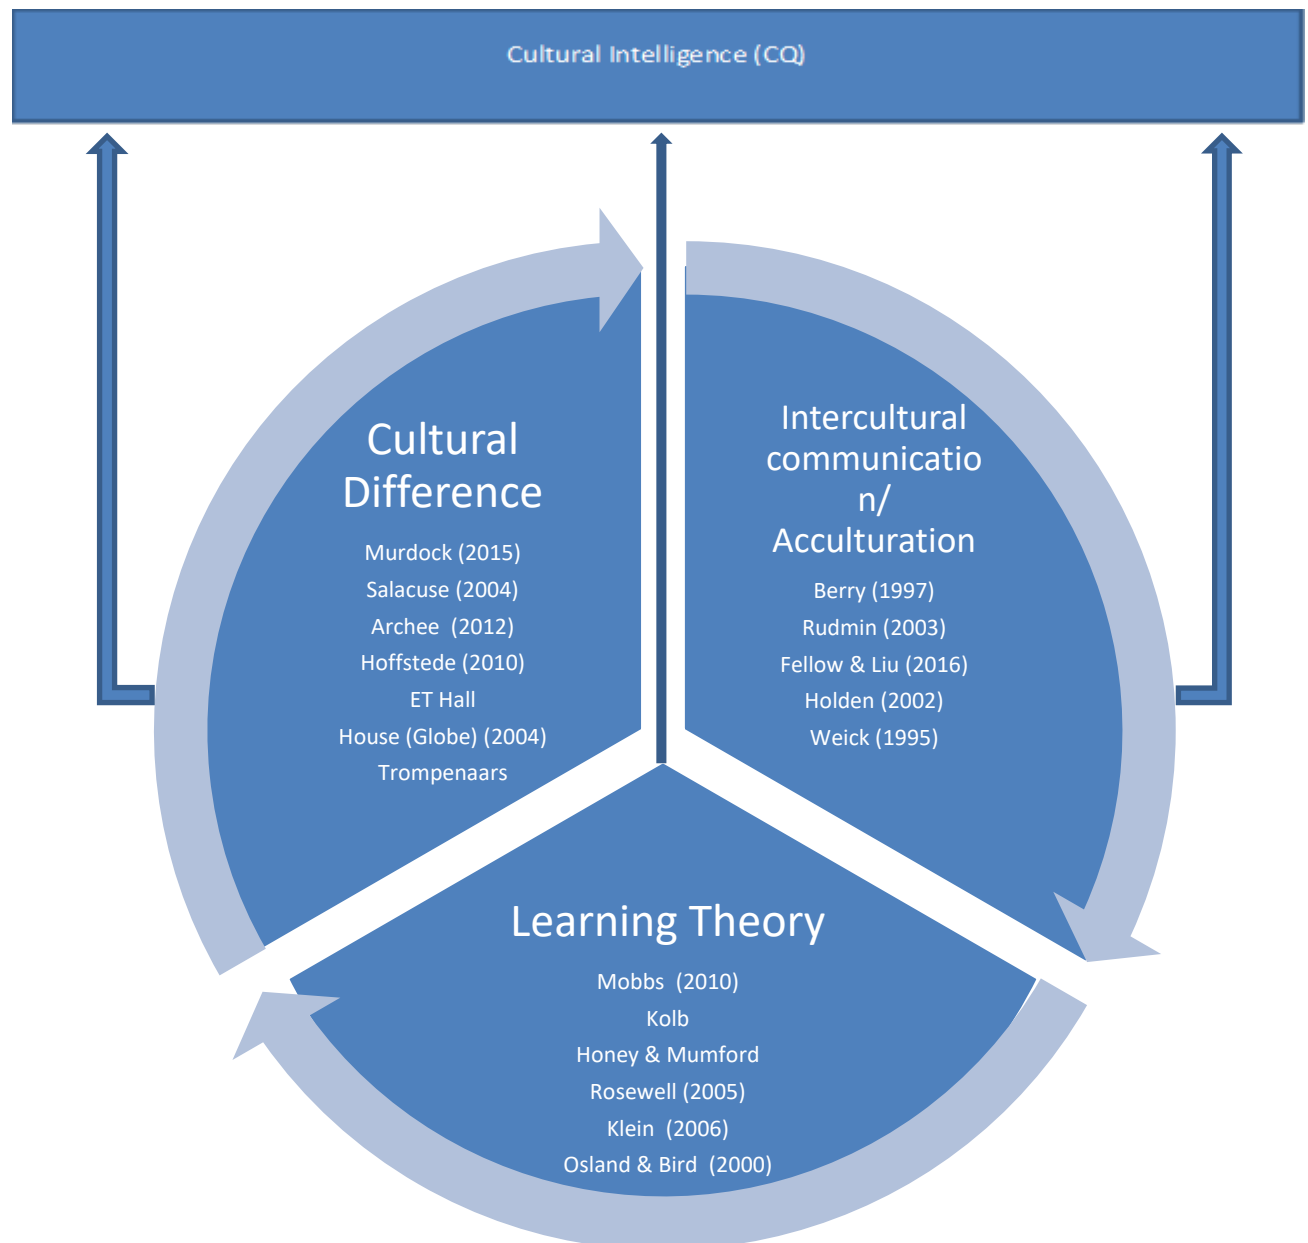 Cultural Intelligence (CQ)
Cultural
Difference
Murdock (2015)
Salacuse (2004)
Archee  (2012)
Hoffstede (2010)
ET Hall
House (Globe) (2004)
Trompenaars
Intercultural
communicatio
n/
Acculturation
Berry (1997)
Rudmin (2003)
Fellow & Liu (2016)
Holden (2002)
Weick (1995)
Learning Theory
Mobbs  (2010)
Kolb
Honey & Mumford
Rosewell (2005)
Klein  (2006)
Osland & Bird  (2000)